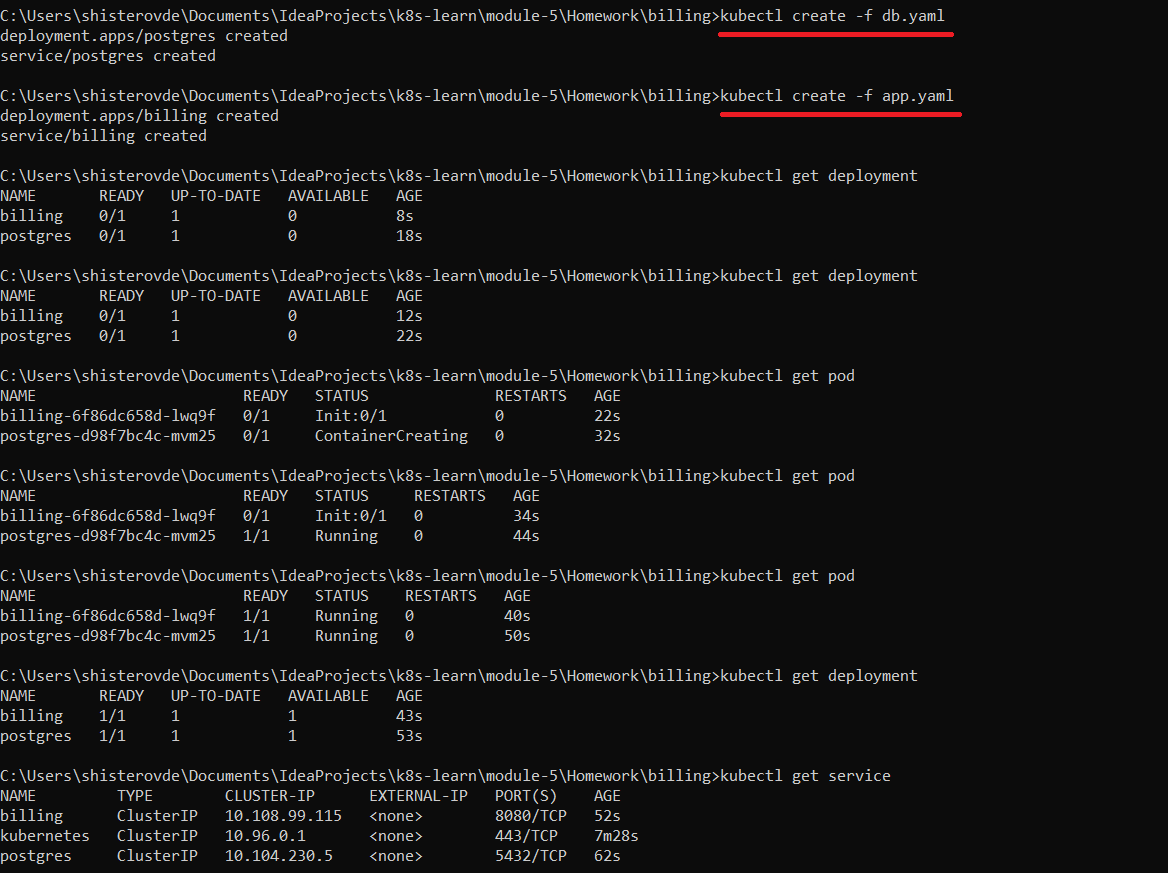 C:\Users\shisterovde\Documents\IdeaProjects\k8s-learn\module-5\Homework\billing>kubectl create -f db.yaml
deployment.apps/postgres created
service/postgres created
C:\Users\shisterovde\Documents\IdeaProjects\k8s-learn\module-5\Homework\billing>kubectl create -f app.yaml
deployment.apps/billing created
service/billing created
C:\Users\shisterovde\Documents\IdeaProjects\k8s-learn\module-5\Homework\billing>kubectl get deployment
NAME       READY   UP-TO-DATE   AVAILABLE   AGE
billing    0/1     1            0           8s
postgres   0/1     1            0           18s
C:\Users\shisterovde\Documents\IdeaProjects\k8s-learn\module-5\Homework\billing>kubectl get deployment
NAME       READY   UP-TO-DATE   AVAILABLE   AGE
billing    0/1     1            0           12s
postgres   0/1     1            0           22s
C:\Users\shisterovde\Documents\IdeaProjects\k8s-learn\module-5\Homework\billing>kubectl get pod
NAME                       READY   STATUS              RESTARTS   AGE
billing-6f86dc658d-lwq9f   0/1     Init:0/1            0          22s
postgres-d98f7bc4c-mvm25   0/1     ContainerCreating   0          32s
C:\Users\shisterovde\Documents\IdeaProjects\k8s-learn\module-5\Homework\billing>kubectl get pod
NAME                       READY   STATUS     RESTARTS   AGE
billing-6f86dc658d-lwq9f   0/1     Init:0/1   0          34s
postgres-d98f7bc4c-mvm25   1/1     Running    0          44s
C:\Users\shisterovde\Documents\IdeaProjects\k8s-learn\module-5\Homework\billing>kubectl get pod
NAME                       READY   STATUS    RESTARTS   AGE
billing-6f86dc658d-lwq9f   1/1     Running   0          40s
postgres-d98f7bc4c-mvm25   1/1     Running   0          50s
C:\Users\shisterovde\Documents\IdeaProjects\k8s-learn\module-5\Homework\billing>kubectl get deployment
NAME       READY   UP-TO-DATE   AVAILABLE   AGE
billing    1/1     1            1           43s
postgres   1/1     1            1           53s
C:\Users\shisterovde\Documents\IdeaProjects\k8s-learn\module-5\Homework\billing>kubectl get service
NAME         TYPE        CLUSTER-IP      EXTERNAL-IP   PORT(S)    AGE
billing      ClusterIP   10.108.99.115   <none>        8080/TCP   52s
kubernetes   ClusterIP   10.96.0.1       <none>        443/TCP    7m28s
postgres     ClusterIP   10.104.230.5    <none>        5432/TCP   62s